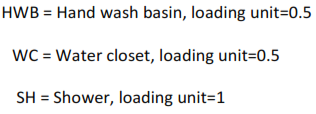 HWB = Hand wash basin, loading unit=0.5
WC = Water closet, loading unit=0.5
SH = Shower, loading unit=1